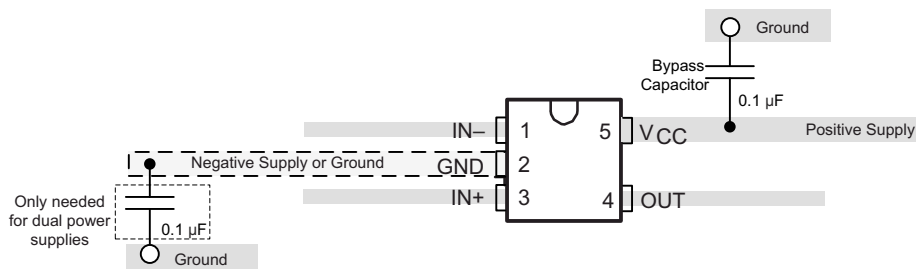 Ground
Bypass
Capacitor
0.1 μF
IN– 1 5 VCC Positive Supply
Negative Supply or Ground GND 2
IN+ 3 4 OUT
Only needed
for dual power
supplies
0.1 μF
Ground